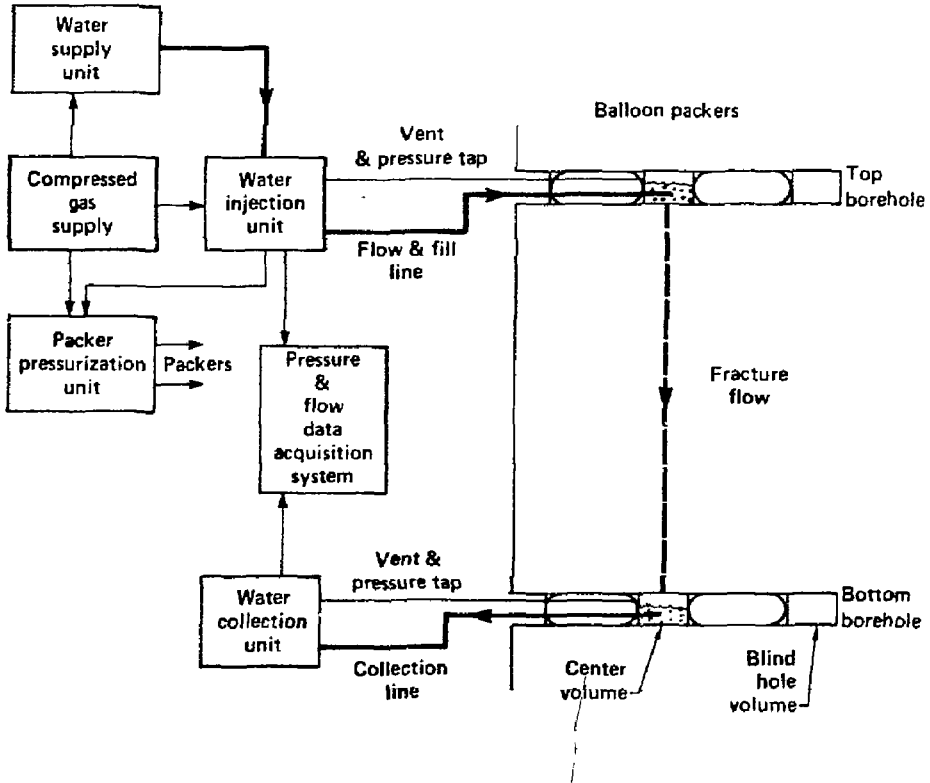 Water
supply
unit
Balloon packers
Vent
& pressure tap
Compressed
gas
supply
Water
injection
unit
Top
borehole
Flow & fill
line
Packer
pressurization
unit
Packers
Pressure
&
flow
data
acquisition
system
Fracture
flow
Vent &
pressure tap
Water
collection
unit
Bottom
borehole
Collection
line
Center
volume
Blind
hole
volume